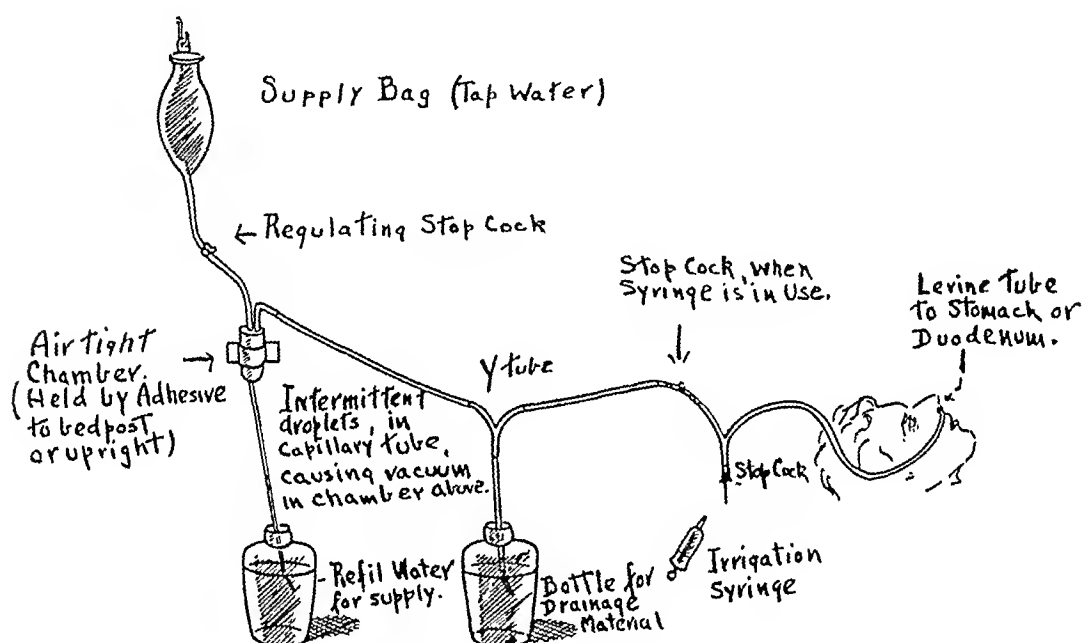 Supply Bag (Tap Water)
← Regulating Stop Cock
Stop Cock, when
Syringe is in Use.
Levine Tube
to Stomach or
Duodenum.
Air tight
Chamber.
(Held by Adhesive
to bedpost
or upright)
Y tube
Intermittent
droplets, in
Capillary tube,
causing vacuum
in chamber above.
Stop Cock
Refil Water
for supply.
Bottle for
Drainage
Material
Irrigation
Syringe